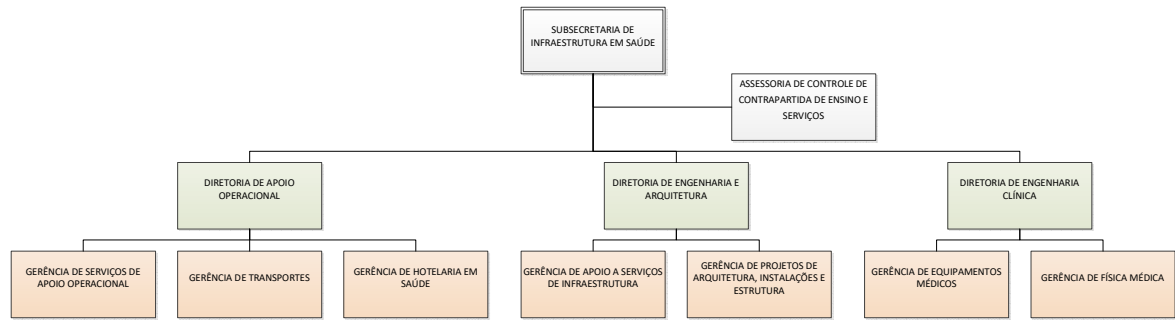 SUBSECRETARIA DE
INFRAESTRUTURA EM SAÚDE
ASSESSORIA DE CONTROLE DE
CONTRAPARTIDA DE ENSINO E
SERVIÇOS
DIRETORIA DE APOIO
OPERACIONAL
DIRETORIA DE ENGENHARIA E
ARQUITETURA
DIRETORIA DE ENGENHARIA
CLÍNICA
GERÊNCIA DE SERVIÇOS DE
APOIO OPERACIONAL
GERÊNCIA DE TRANSPORTES
GERÊNCIA DE HOTELARIA EM
SAÚDE
GERÊNCIA DE APOIO A SERVIÇOS
DE INFRAESTRUTURA
GERÊNCIA DE PROJETOS DE
ARQUITETURA, INSTALAÇÕES E
ESTRUTURA
GERÊNCIA DE EQUIPAMENTOS
MÉDICOS
GERÊNCIA DE FÍSICA MÉDICA